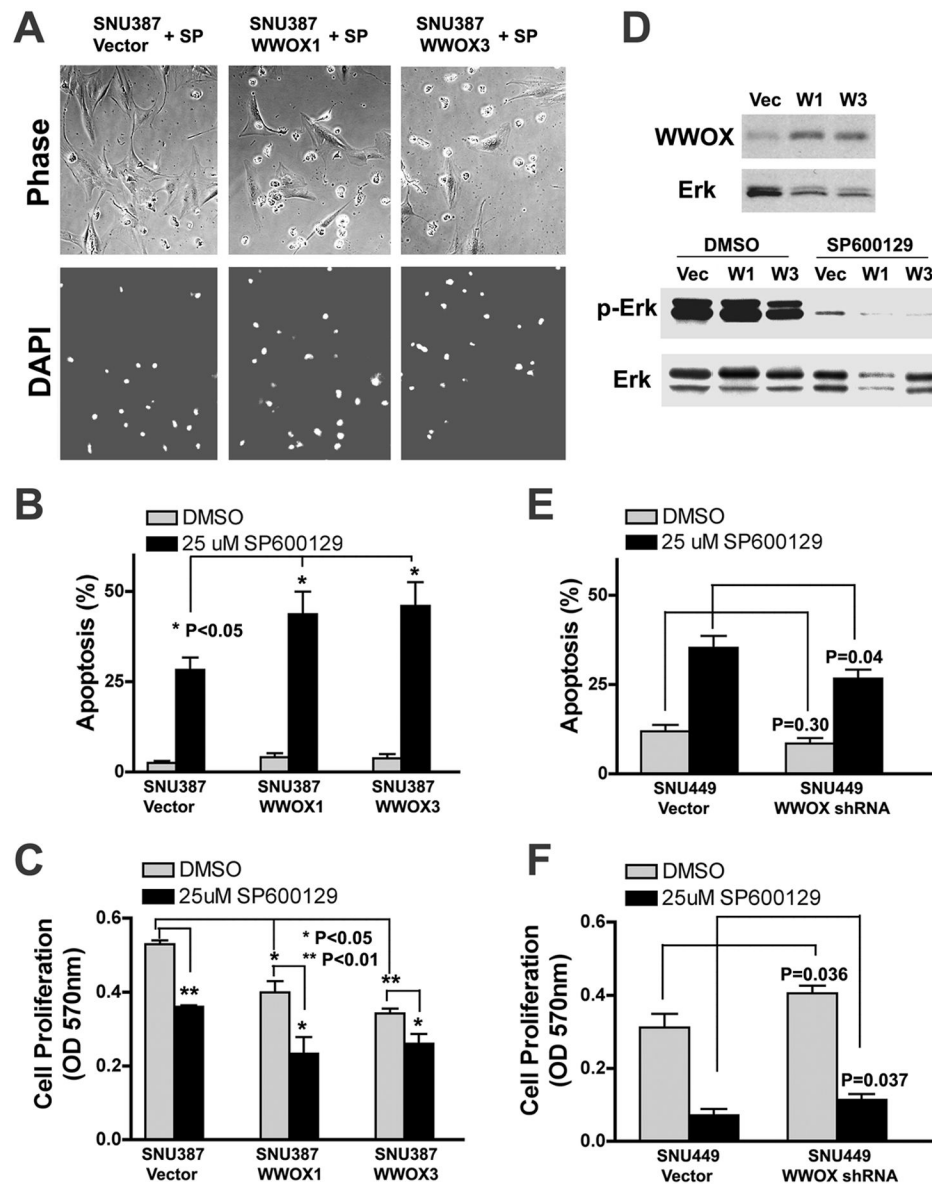 A
SNU387 Vector + SP
SNU387 WWOX1 + SP
SNU387 WWOX3 + SP
Phase
DAPI
B
DMSO
25 uM SP600129
Apoptosis (%)
50
25
0
* P<0.05
*
*
SNU387 Vector
SNU387 WWOX1
SNU387 WWOX3
C
DMSO
25uM SP600129
Cell Proliferation (OD 570nm)
0.6
0.4
0.2
0.0
* P<0.05
** P<0.01
**
*
*
**
*
SNU387 Vector
SNU387 WWOX1
SNU387 WWOX3
D
Vec W1 W3
WWOX
Erk
DMSO SP600129
Vec W1 W3 Vec W1 W3
p-Erk
Erk
E
DMSO
25 uM SP600129
Apoptosis (%)
50
25
0
P=0.04
P=0.30
SNU449 Vector
SNU449 WWOX shRNA
F
DMSO
25uM SP600129
Cell Proliferation (OD 570nm)
0.6
0.4
0.2
0.0
P=0.036
P=0.037
SNU449 Vector
SNU449 WWOX shRNA